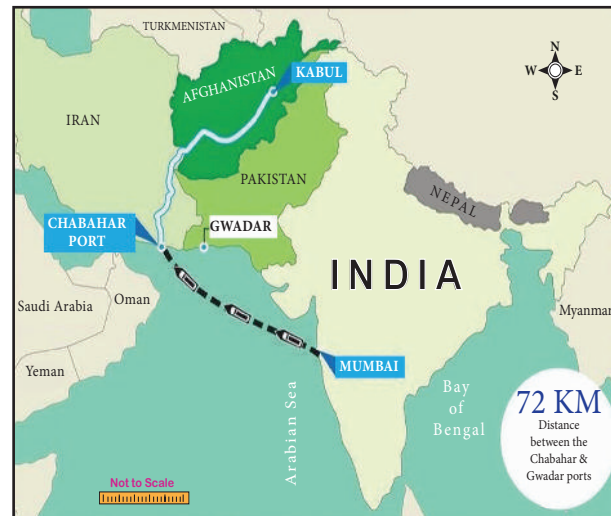 TURKMENISTAN
N
W E
S
AFGHANISTAN
KABUL
IRAN
PAKISTAN
NEPAL
CHABAHAR
PORT
GWADAR
INDIA
Saudi Arabia
Oman
Myanmar
Yemen
MUMBAI
Arabian Sea
Bay
of
Bengal
72 KM
Distance
between the
Chabahar &
Gwadar ports
Not to Scale